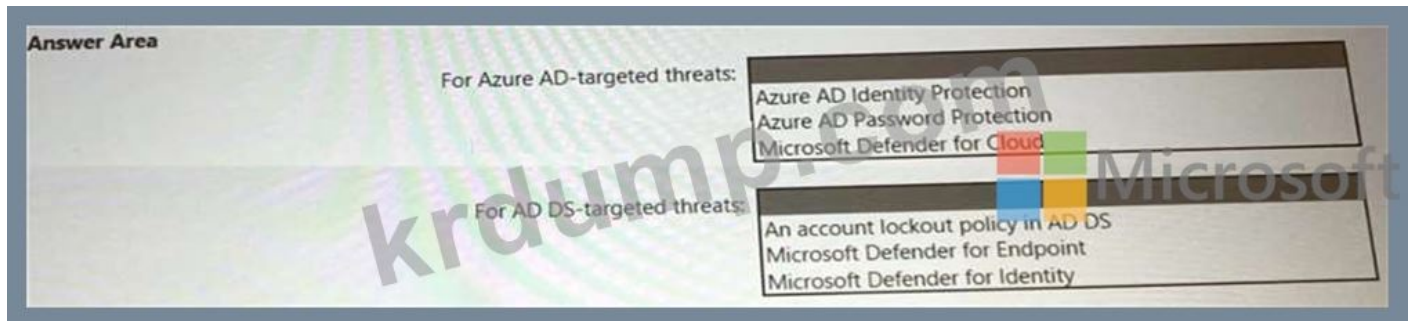 Answer Area
For Azure AD-targeted threats:
Azure AD Identity Protection
Azure AD Password Protection
Microsoft Defender for Cloud
For AD DS-targeted threats:
An account lockout policy in AD DS
Microsoft Defender for Endpoint
Microsoft Defender for Identity
krdump.com
Microsoft